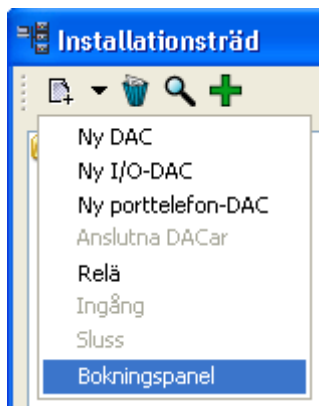 Installationsträd
Ny DAC
Ny I/O-DAC
Ny porttelefon-DAC
Anslutna DACar
Relä
Ingång
Sluss
Bokningspanel